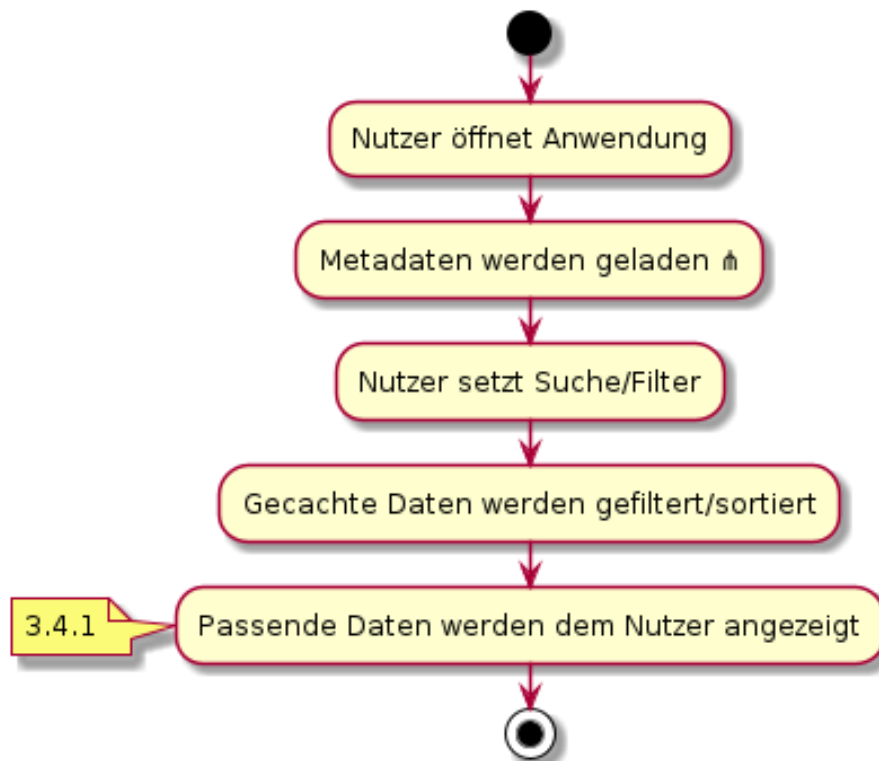 Nutzer öffnet Anwendung
Metadaten werden geladen ⋔
Nutzer setzt Suche/Filter
Gecachte Daten werden gefiltert/sortiert
3.4.1
Passende Daten werden dem Nutzer angezeigt